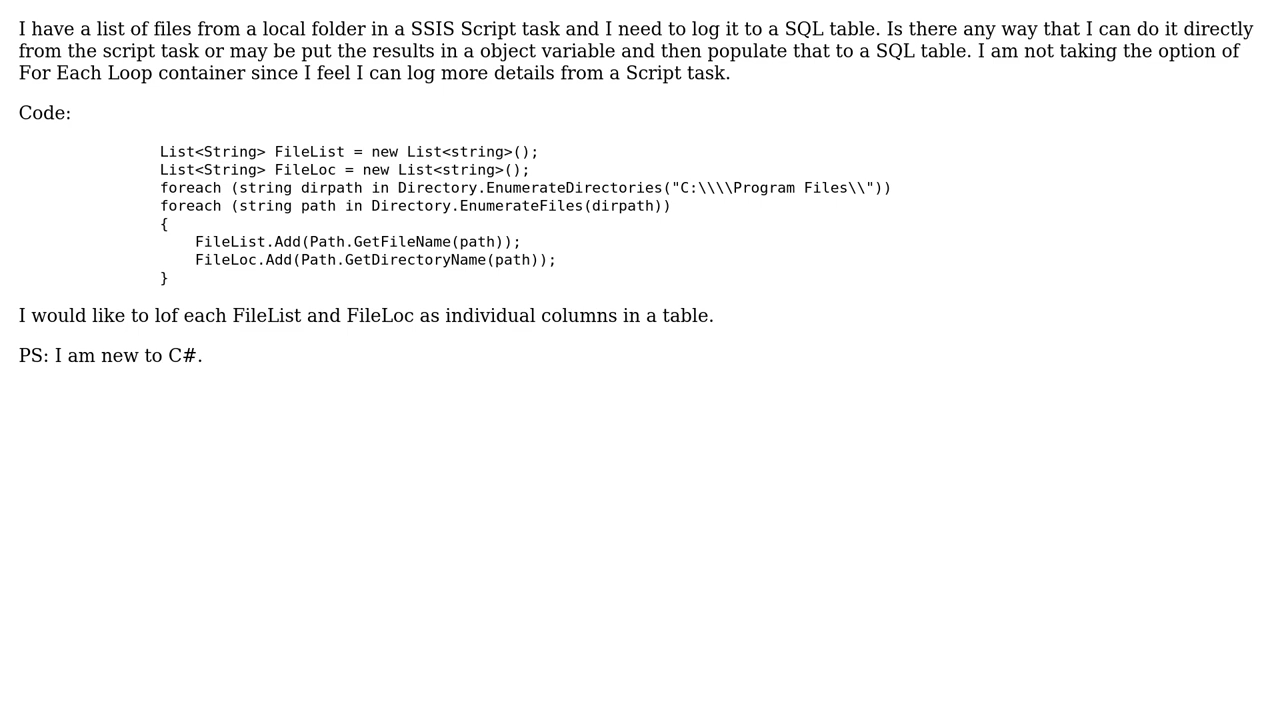 I have a list of files from a local folder in a SSIS Script task and I need to log it to a SQL table. Is there any way that I can do it directly
from the script task or may be put the results in a object variable and then populate that to a SQL table. I am not taking the option of
For Each Loop container since I feel I can log more details from a Script task.
Code:
List<String> FileList = new List<string>();
List<String> FileLoc = new List<string>();
foreach (string dirpath in Directory.EnumerateDirectories("C:\\\\Program Files\\"))
foreach (string path in Directory.EnumerateFiles(dirpath))
{
    FileList.Add(Path.GetFileName(path));
    FileLoc.Add(Path.GetDirectoryName(path));
}
I would like to lof each FileList and FileLoc as individual columns in a table.
PS: I am new to C#.